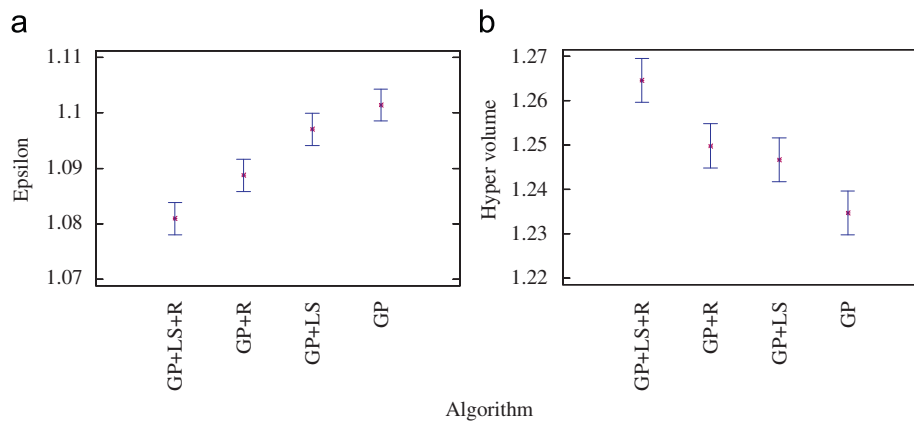 a
Epsilon
1.11
1.1
1.09
1.08
1.07
GP+LS+R
GP+R
GP+LS
GP
b
Hyper volume
1.27
1.26
1.25
1.24
1.23
1.22
GP+LS+R
GP+R
GP+LS
GP
Algorithm